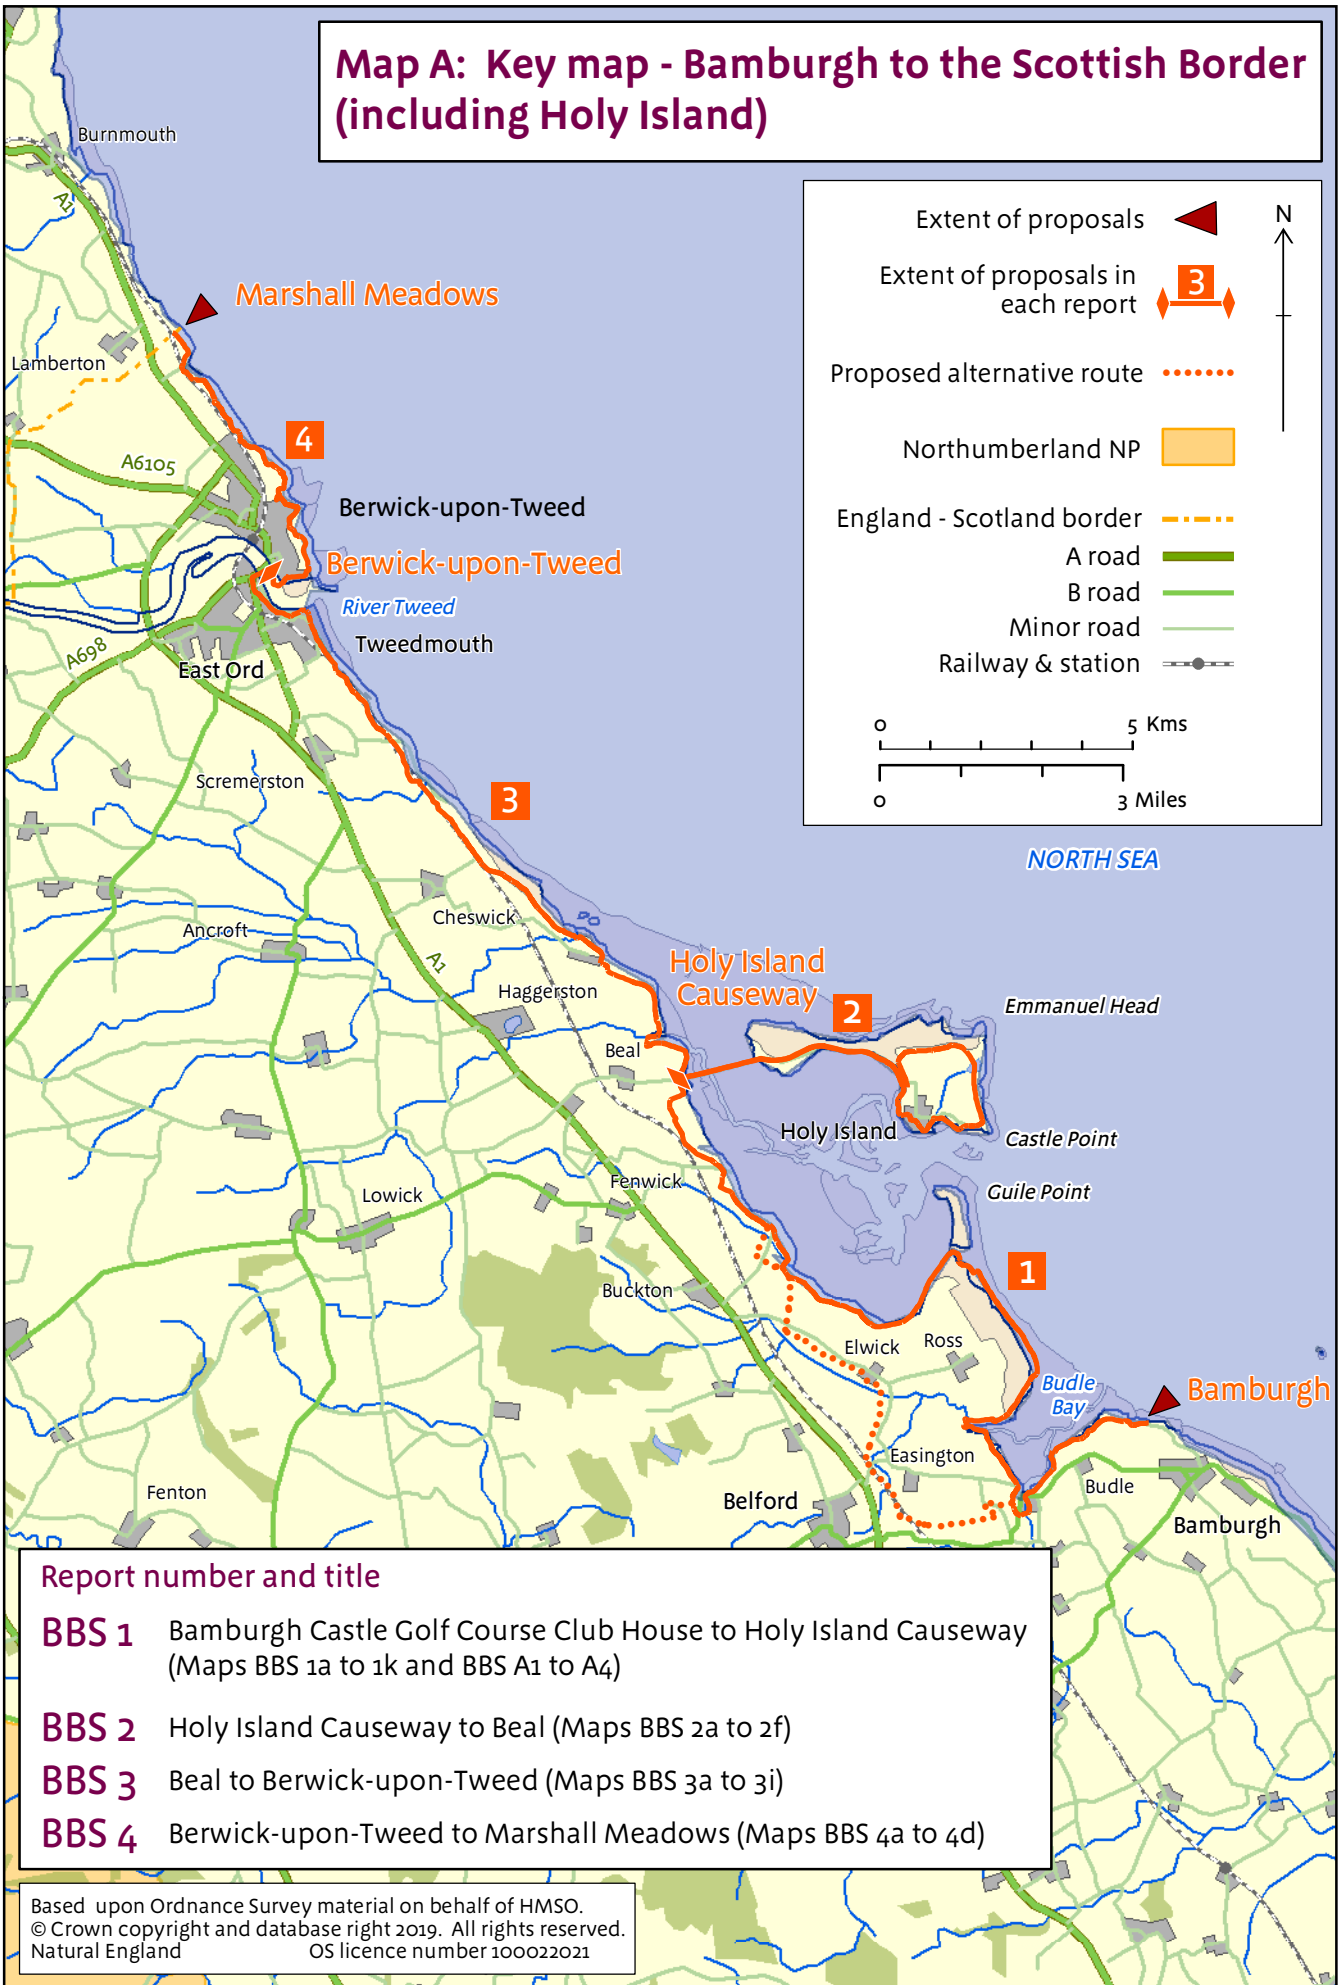 Map A: Key map - Bamburgh to the Scottish Border
(including Holy Island)
Extent of proposals
N
Extent of proposals in
each report
3
Proposed alternative route
Northumberland NP
England - Scotland border
A road
B road
Minor road
Railway & station
0 5 Kms
0 3 Miles
Burnmouth
A1
Marshall Meadows
Lamberton
4
A6105
Berwick-upon-Tweed
Berwick-upon-Tweed
River Tweed
Tweedmouth
A698
East Ord
Scremerston
3
NORTH SEA
Cheswick
Ancroft
A1
Holy Island
Causeway
2
Haggerston
Emmanuel Head
Beal
Holy Island
Castle Point
Fenwick
Guile Point
Lowick
1
Buckton
Elwick
Ross
Budle
Bay
Bamburgh
Easington
Fenton
Belford
Budle
Bamburgh
Report number and title
BBS 1 Bamburgh Castle Golf Course Club House to Holy Island Causeway
(Maps BBS 1a to 1k and BBS A1 to A4)
BBS 2 Holy Island Causeway to Beal (Maps BBS 2a to 2f)
BBS 3 Beal to Berwick-upon-Tweed (Maps BBS 3a to 3i)
BBS 4 Berwick-upon-Tweed to Marshall Meadows (Maps BBS 4a to 4d)
Based upon Ordnance Survey material on behalf of HMSO.
© Crown copyright and database right 2019. All rights reserved.
Natural England OS licence number 100022021